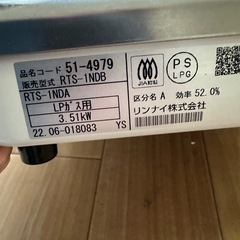 品名コード 51-4979
販売型式 RTS-1NDB
RTS-1NDA
LPガス用
3.51kW
22.06-018083 YS
PS
LPG
区分名 A 効率 52.0%
リンナイ株式会社